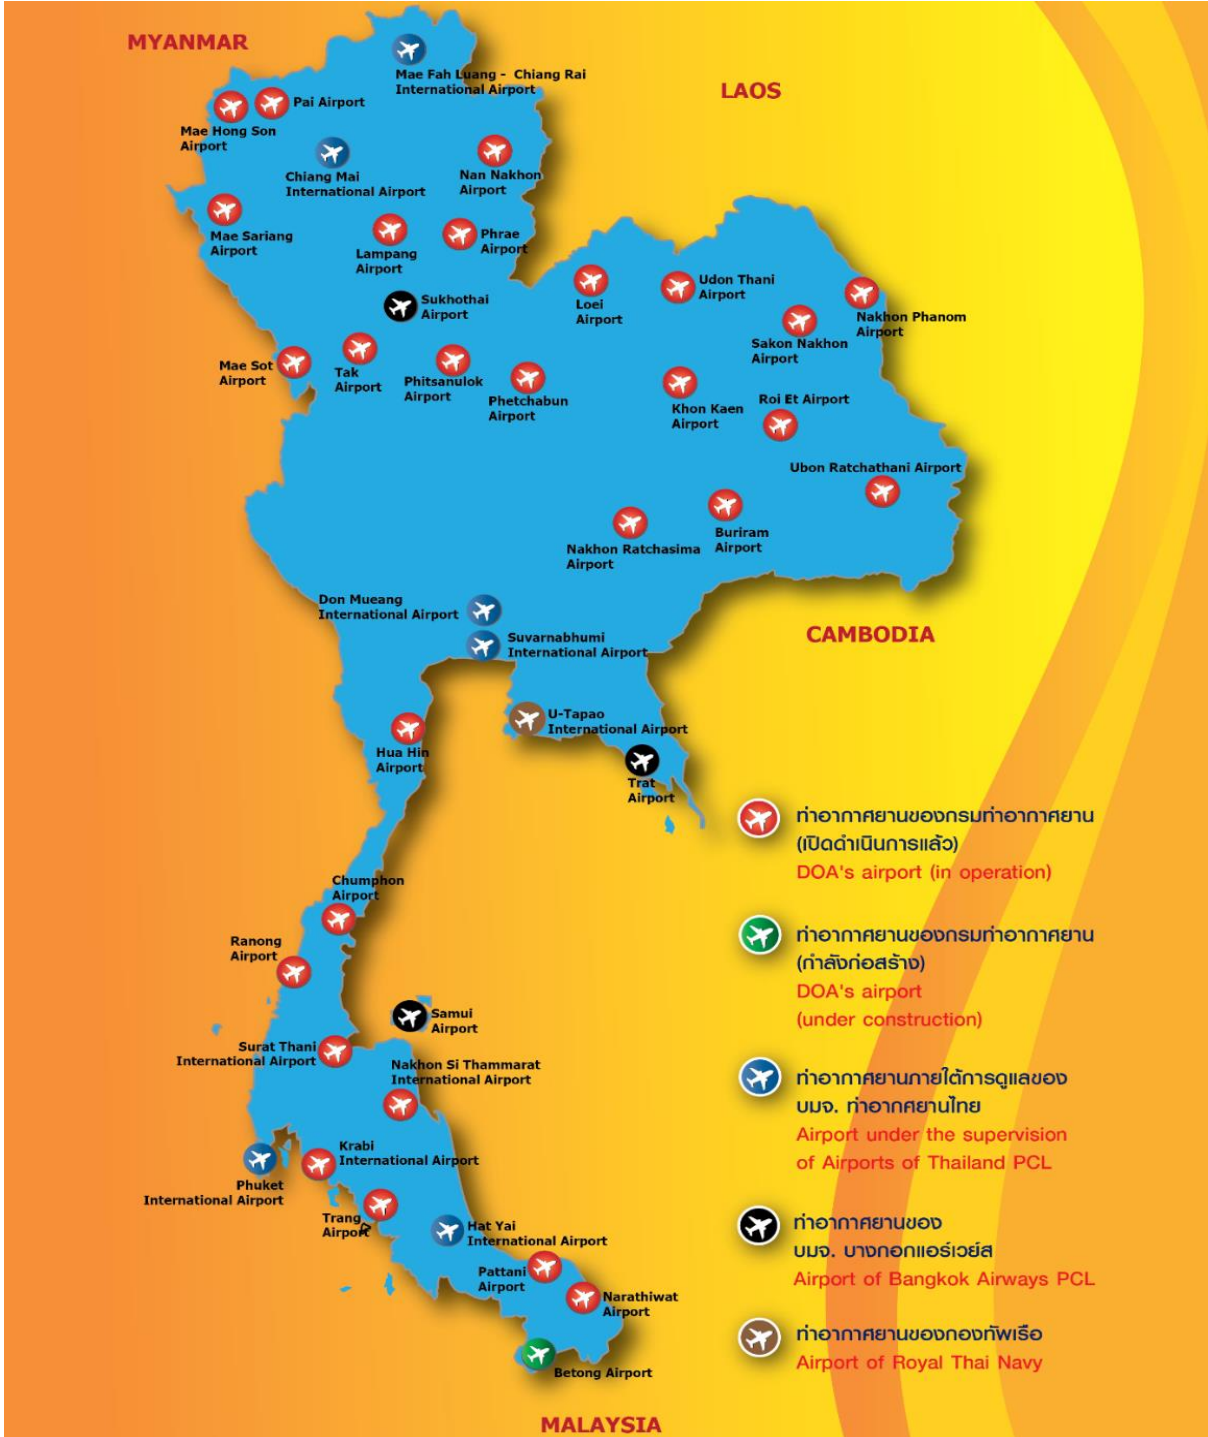 MYANMAR
Mae Fah Luang - Chiang Rai
International Airport
LAOS
Pai Airport
Mae Hong Son
Airport
Chiang Mai
International Airport
Nan Nakhon
Airport
Mae Sariang
Airport
Lampang
Airport
Phrae
Airport
Sukhothai
Airport
Loei
Airport
Udon Thani
Airport
Nakhon Phanom
Airport
Sakon Nakhon
Airport
Mae Sot
Airport
Tak
Airport
Phitsanulok
Airport
Phetchabun
Airport
Khon Kaen
Airport
Roi Et Airport
Ubon Ratchathani Airport
Nakhon Ratchasima
Airport
Buriram
Airport
Don Mueang
International Airport
Suvarnabhumi
International Airport
CAMBODIA
U-Tapao
International Airport
Hua Hin
Airport
Trat
Airport
Chumphon
Airport
Ranong
Airport
Samui
Airport
Surat Thani
International Airport
Nakhon Si Thammarat
International Airport
Krabi
International Airport
Phuket
International Airport
Trang
Airport
Hat Yai
International Airport
Pattani
Airport
Narathiwat
Airport
Betong Airport
MALAYSIA
ท่าอากาศยานของกรมท่าอากาศยาน
(เปิดดำเนินการแล้ว)
DOA's airport (in operation)
ท่าอากาศยานของกรมท่าอากาศยาน
(กำลังก่อสร้าง)
DOA's airport
(under construction)
ท่าอากาศยานภายใต้การดูแลของ
บมจ. ท่าอากศยานไทย
Airport under the supervision
of Airports of Thailand PCL
ท่าอากาศยานของ
บมจ. บางกอกแอร์เวย์ส
Airport of Bangkok Airways PCL
ท่าอากาศยานของกองทัพเรือ
Airport of Royal Thai Navy